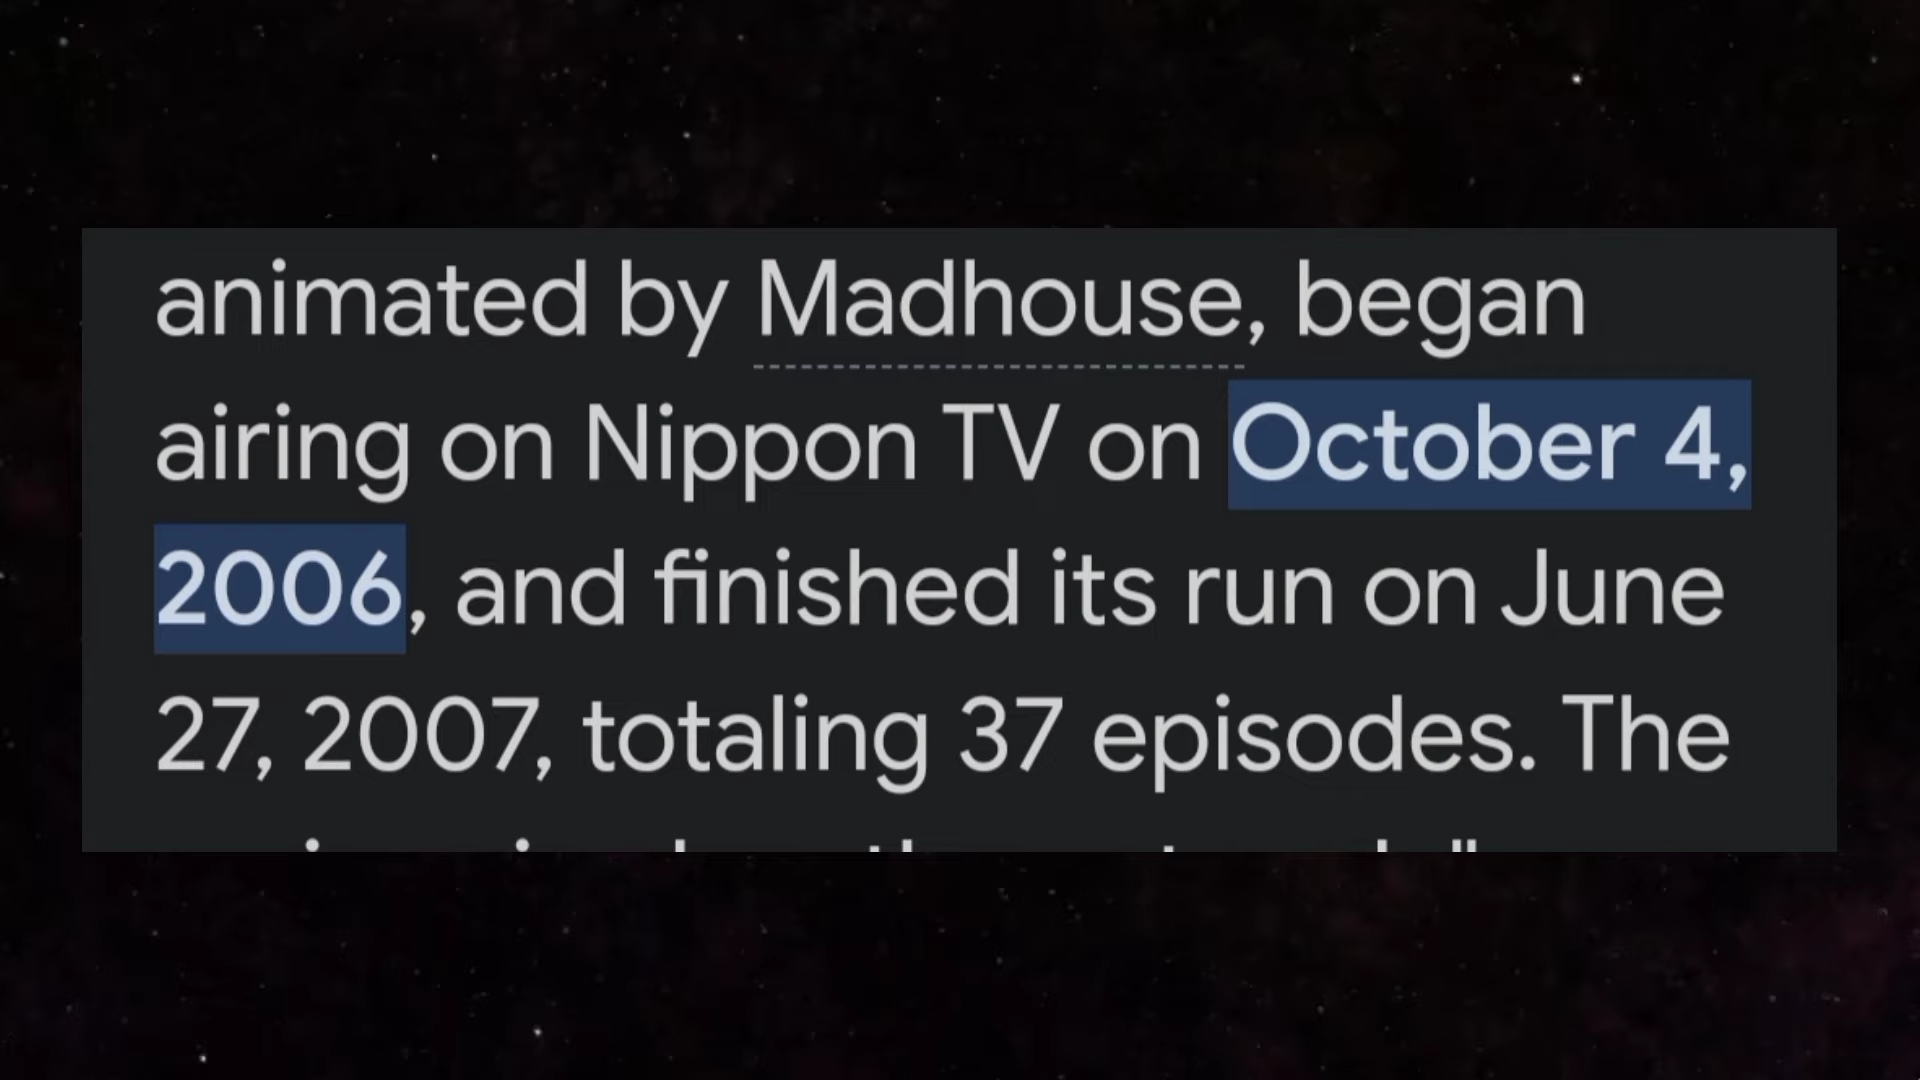 animated by Madhouse, began
airing on Nippon TV on October 4,
2006, and finished its run on June
27, 2007, totaling 37 episodes. The